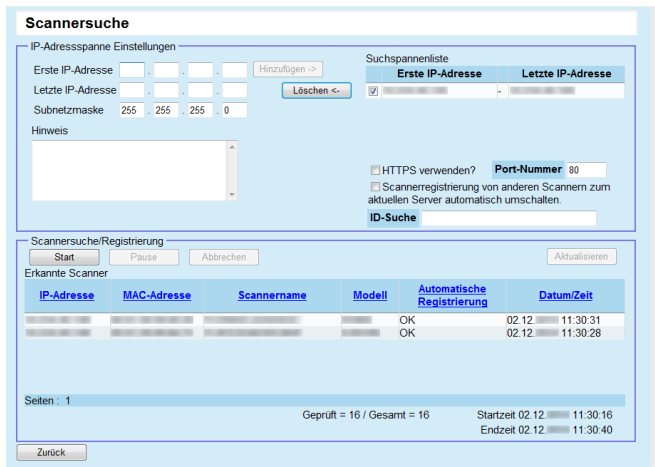 Scannersuche
IP-Adressspanne Einstellungen
Erste IP-Adresse . . . Hinzufügen ->
Letzte IP-Adresse . . . Löschen <-
Subnetzmaske 255 . 255 . 255 . 0
Hinweis
Suchspannenliste
Erste IP-Adresse Letzte IP-Adresse
-
HTTPS verwenden? Port-Nummer 80
Scannerregistrierung von anderen Scannern zum
aktuellen Server automatisch umschalten.
ID-Suche
Scannersuche/Registrierung
Start Pause Abbrechen Aktualisieren
Erkannte Scanner
IP-Adresse MAC-Adresse Scannername Modell Automatische Registrierung Datum/Zeit
OK 02.12. 11:30:31
OK 02.12. 11:30:28
Seiten : 1
Geprüft = 16 / Gesamt = 16 Startzeit 02.12. 11:30:16
Endzeit 02.12. 11:30:40
Zurück